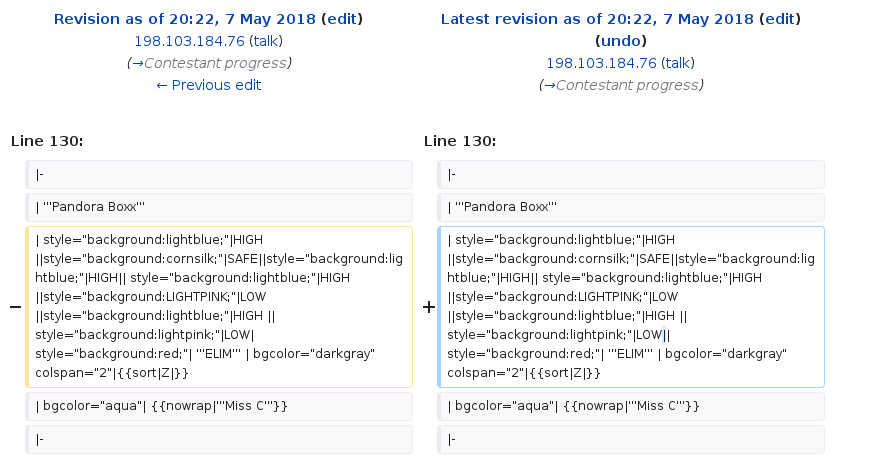 Revision as of 20:22, 7 May 2018 (edit)
198.103.184.76 (talk)
(→Contestant progress)
← Previous edit
Latest revision as of 20:22, 7 May 2018 (edit)
(undo)
198.103.184.76 (talk)
(→Contestant progress)
Line 130:
Line 130:
|-
|-
| '''Pandora Boxx'''
| '''Pandora Boxx'''
−
| style="background:lightblue;"|HIGH
||style="background:cornsilk;"|SAFE||style="background:lig
htblue;"|HIGH|| style="background:lightblue;"|HIGH
||style="background:LIGHTPINK;"|LOW
||style="background:lightblue;"|HIGH ||
style="background:lightpink;"|LOW|
style="background:red;"| '''ELIM''' | bgcolor="darkgray"
colspan="2"|{{sort|Z|}}
+
| style="background:lightblue;"|HIGH
||style="background:cornsilk;"|SAFE||style="background:lig
htblue;"|HIGH|| style="background:lightblue;"|HIGH
||style="background:LIGHTPINK;"|LOW
||style="background:lightblue;"|HIGH ||
style="background:lightpink;"|LOW||
style="background:red;"| '''ELIM''' | bgcolor="darkgray"
colspan="2"|{{sort|Z|}}
| bgcolor="aqua"| {{nowrap|'''Miss C'''}}
| bgcolor="aqua"| {{nowrap|'''Miss C'''}}
|-
|-